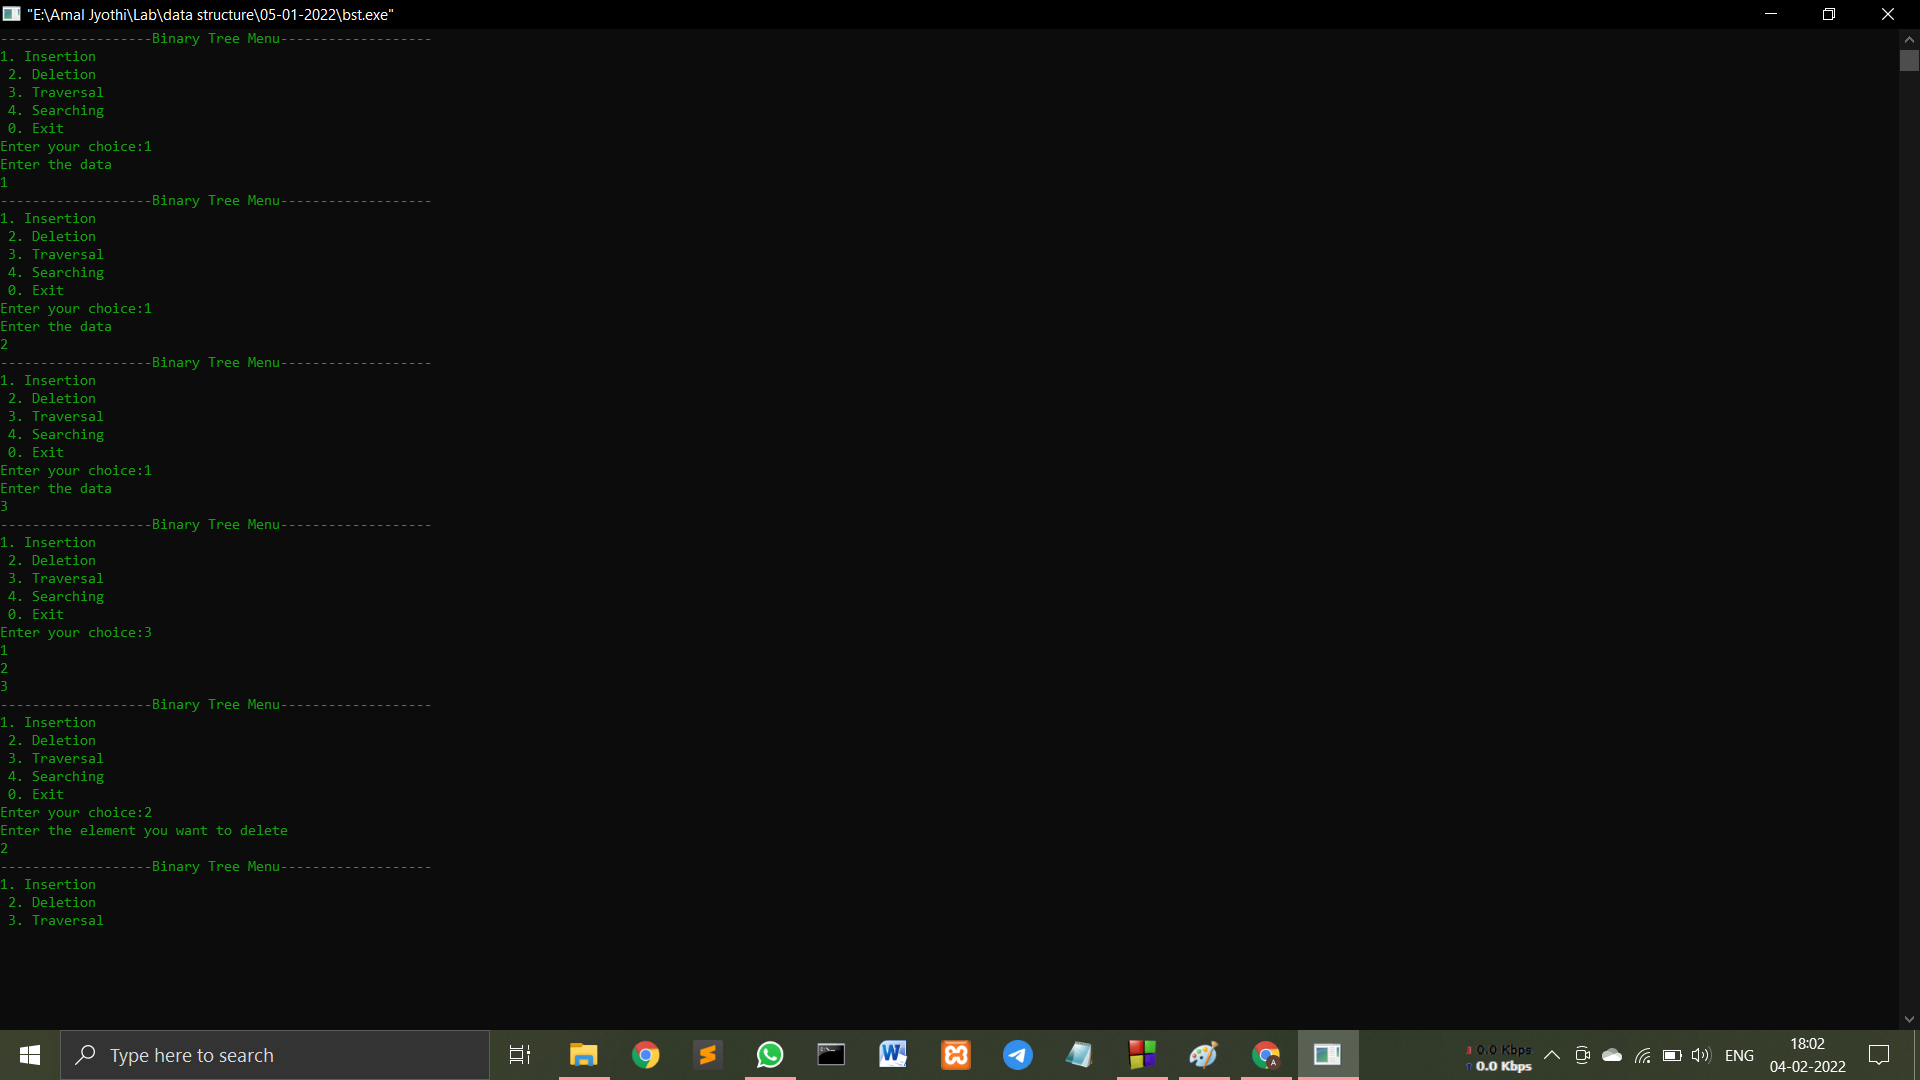 "E:\Amal Jyothi\Lab\data structure\05-01-2022\bst.exe"
-------------------Binary Tree Menu-------------------
1. Insertion
 2. Deletion
 3. Traversal
 4. Searching
 0. Exit
Enter your choice:1
Enter the data
1
-------------------Binary Tree Menu-------------------
1. Insertion
 2. Deletion
 3. Traversal
 4. Searching
 0. Exit
Enter your choice:1
Enter the data
2
-------------------Binary Tree Menu-------------------
1. Insertion
 2. Deletion
 3. Traversal
 4. Searching
 0. Exit
Enter your choice:1
Enter the data
3
-------------------Binary Tree Menu-------------------
1. Insertion
 2. Deletion
 3. Traversal
 4. Searching
 0. Exit
Enter your choice:3
1
2
3
-------------------Binary Tree Menu-------------------
1. Insertion
 2. Deletion
 3. Traversal
 4. Searching
 0. Exit
Enter your choice:2
Enter the element you want to delete
2
-------------------Binary Tree Menu-------------------
1. Insertion
 2. Deletion
 3. Traversal
Type here to search
0.0 Kbps
0.0 Kbps
ENG
18:02
04-02-2022